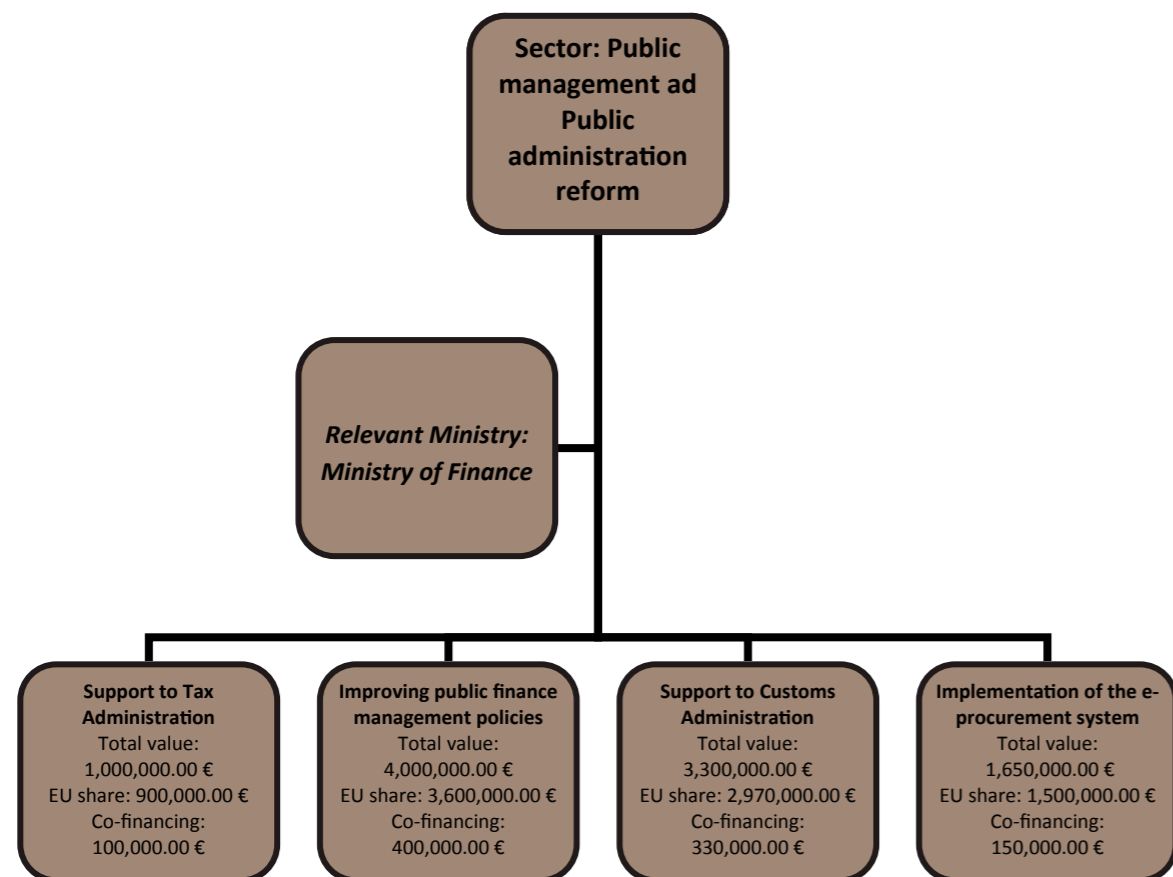 Sector: Public
management ad
Public
administration
reform
Relevant Ministry:
Ministry of Finance
Support to Tax
Administration
Total value:
1,000,000.00 €
EU share: 900,000.00 €
Co-financing:
100,000.00 €
Improving public finance
management policies
Total value:
4,000,000.00 €
EU share: 3,600,000.00 €
Co-financing:
400,000.00 €
Support to Customs
Administration
Total value:
3,300,000.00 €
EU share: 2,970,000.00 €
Co-financing:
330,000.00 €
Implementation of the e-
procurement system
Total value:
1,650,000.00 €
EU share: 1,500,000.00 €
Co-financing:
150,000.00 €